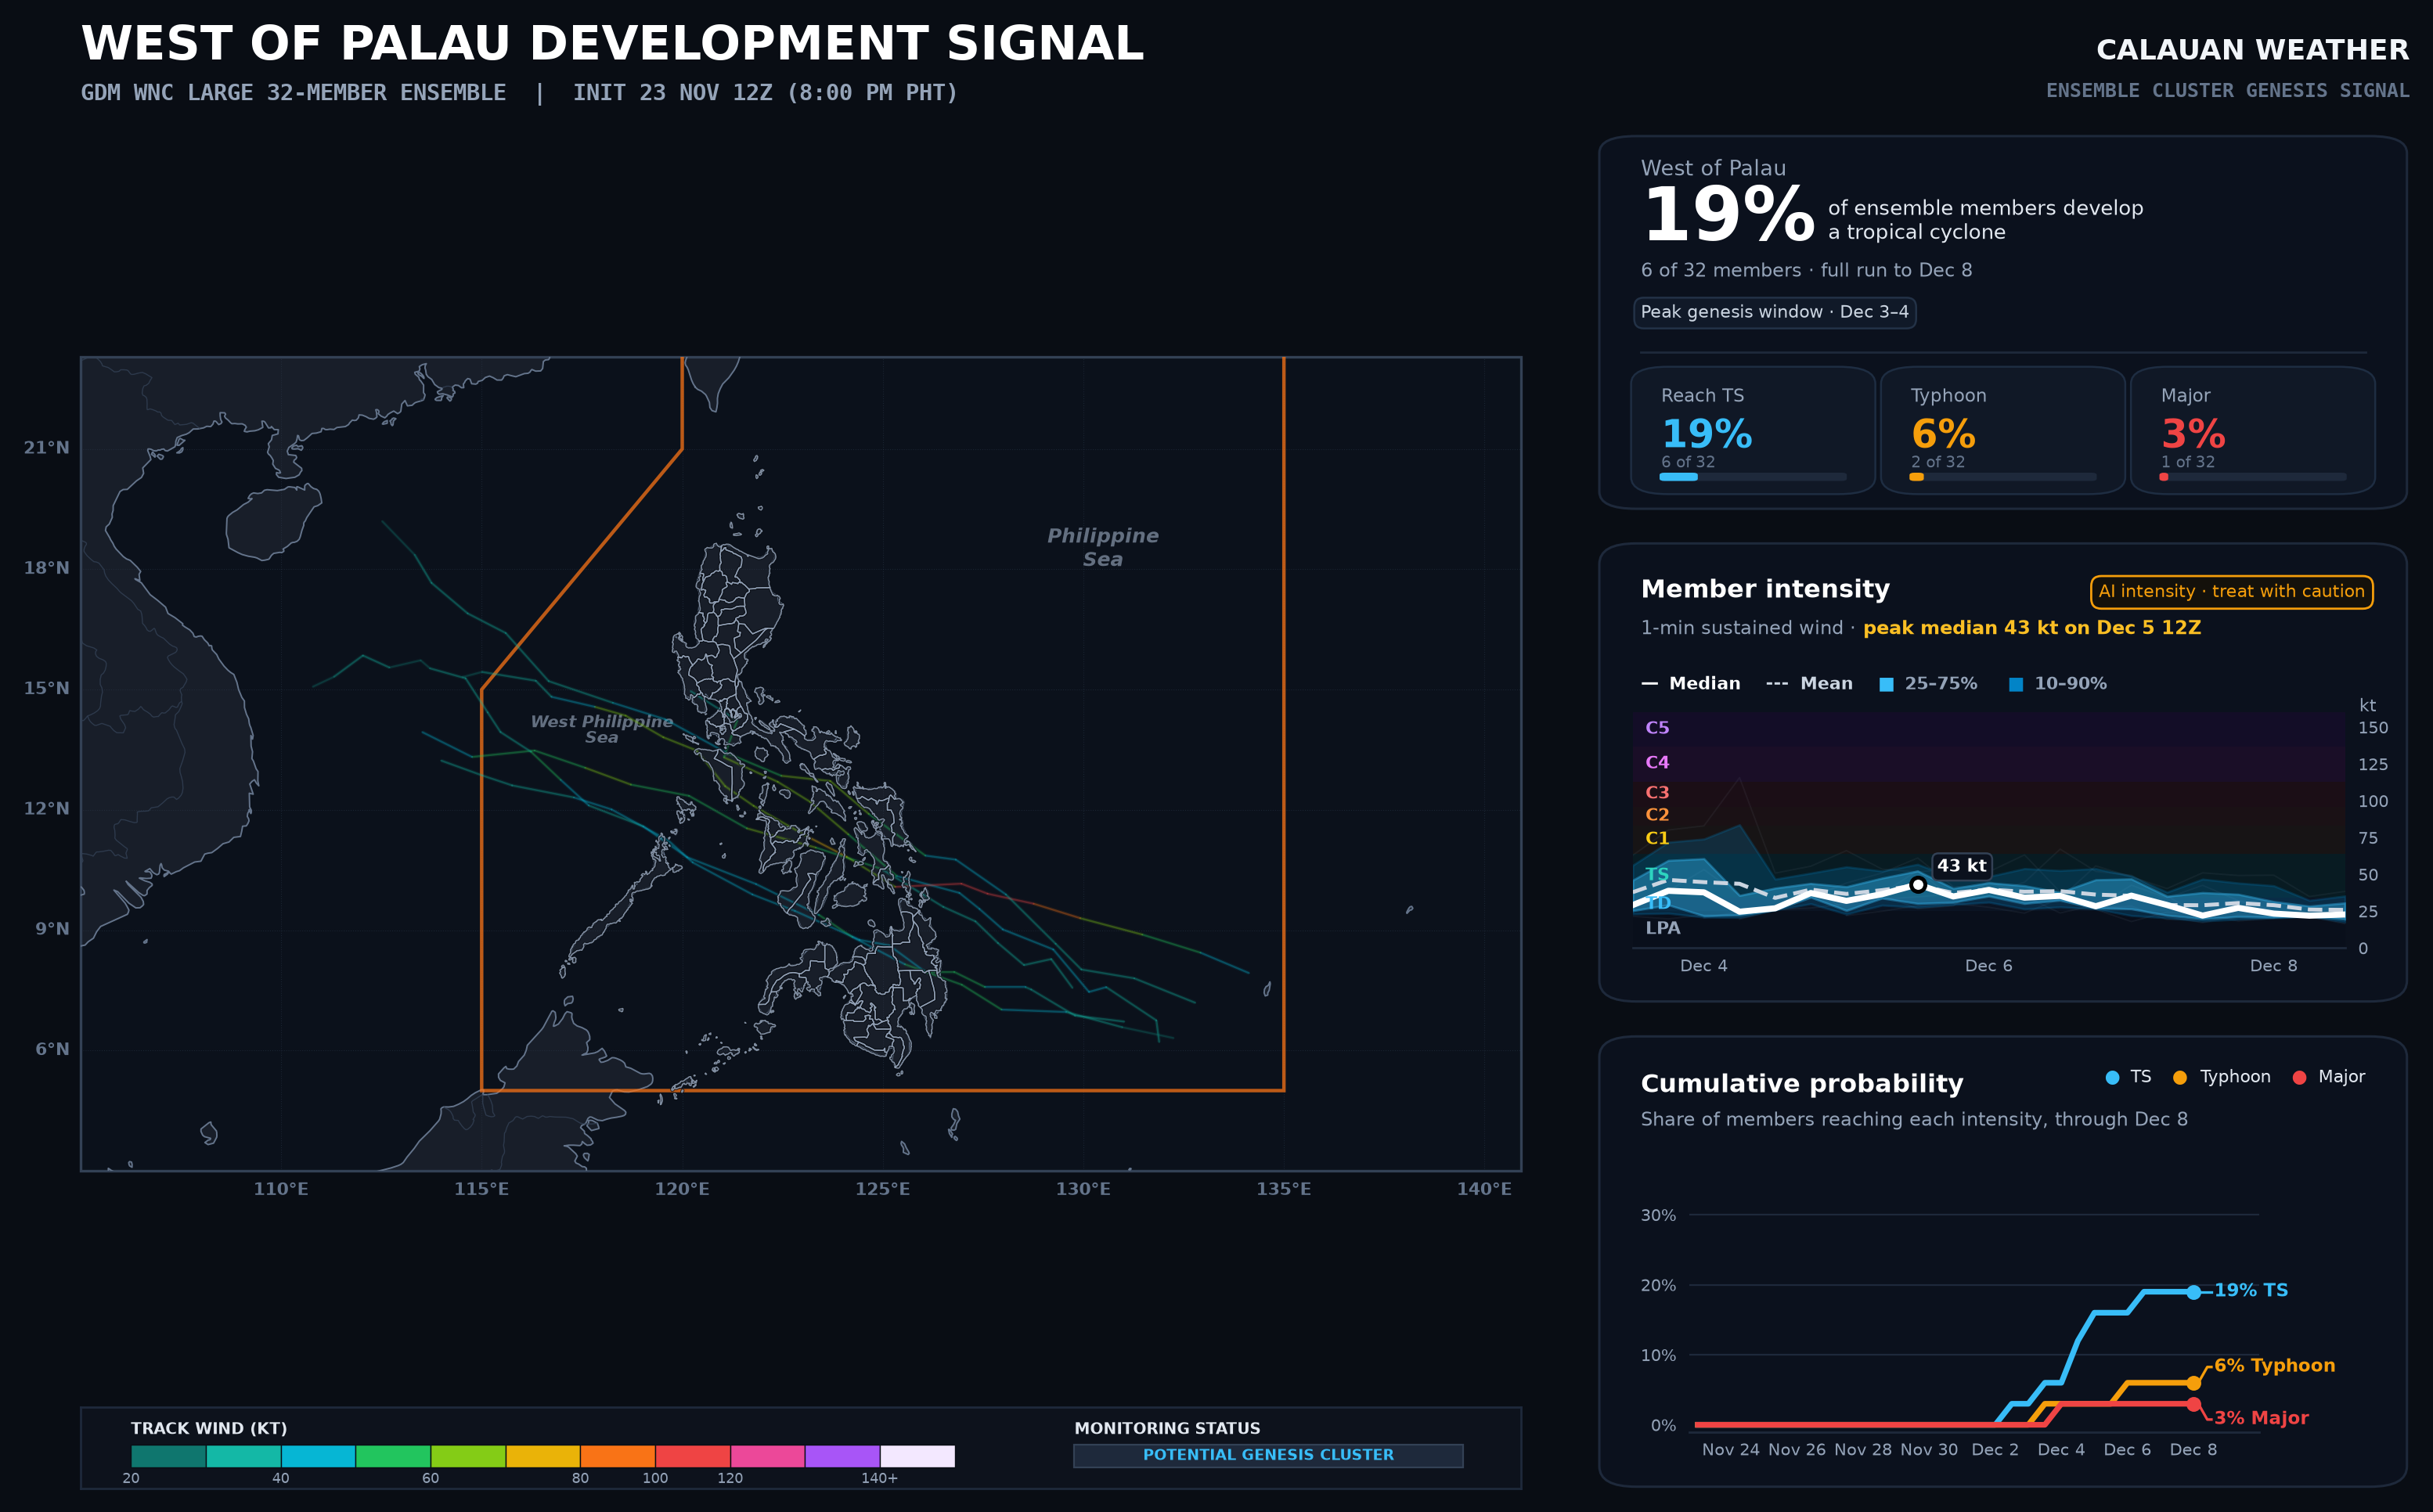 WEST OF PALAU DEVELOPMENT SIGNAL
GDM WNC LARGE 32-MEMBER ENSEMBLE | INIT 23 NOV 12Z (8:00 PM PHT)
CALAUAN WEATHER
ENSEMBLE CLUSTER GENESIS SIGNAL
21°N
18°N
15°N
12°N
9°N
6°N
110°E
115°E
120°E
125°E
130°E
135°E
140°E
Philippine
Sea
West Philippine
Sea
TRACK WIND (KT)
20
40
60
80
100
120
140+
MONITORING STATUS
POTENTIAL GENESIS CLUSTER
West of Palau
19%
of ensemble members develop
a tropical cyclone
6 of 32 members · full run to Dec 8
Peak genesis window · Dec 3–4
Reach TS
19%
6 of 32
Typhoon
6%
2 of 32
Major
3%
1 of 32
Member intensity
AI intensity · treat with caution
1-min sustained wind · peak median 43 kt on Dec 5 12Z
Median
Mean
25–75%
10–90%
kt
150
125
100
75
50
25
0
C5
C4
C3
C2
C1
TS
TD
LPA
43 kt
Dec 4
Dec 6
Dec 8
Cumulative probability
TS
Typhoon
Major
Share of members reaching each intensity, through Dec 8
30%
20%
10%
0%
19% TS
6% Typhoon
3% Major
Nov 24
Nov 26
Nov 28
Nov 30
Dec 2
Dec 4
Dec 6
Dec 8